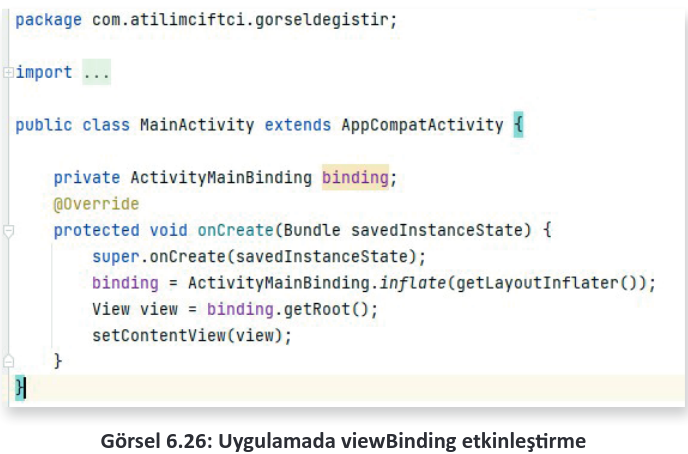 package com.atilimciftci.gorseldegistir;
import ...
public class MainActivity extends AppCompatActivity {
private ActivityMainBinding binding;
@Override
protected void onCreate(Bundle savedInstanceState) {
super.onCreate(savedInstanceState);
binding = ActivityMainBinding.inflate(getLayoutInflater());
View view = binding.getRoot();
setContentView(view);
}
}
Görsel 6.26: Uygulamada viewBinding etkinleştirme